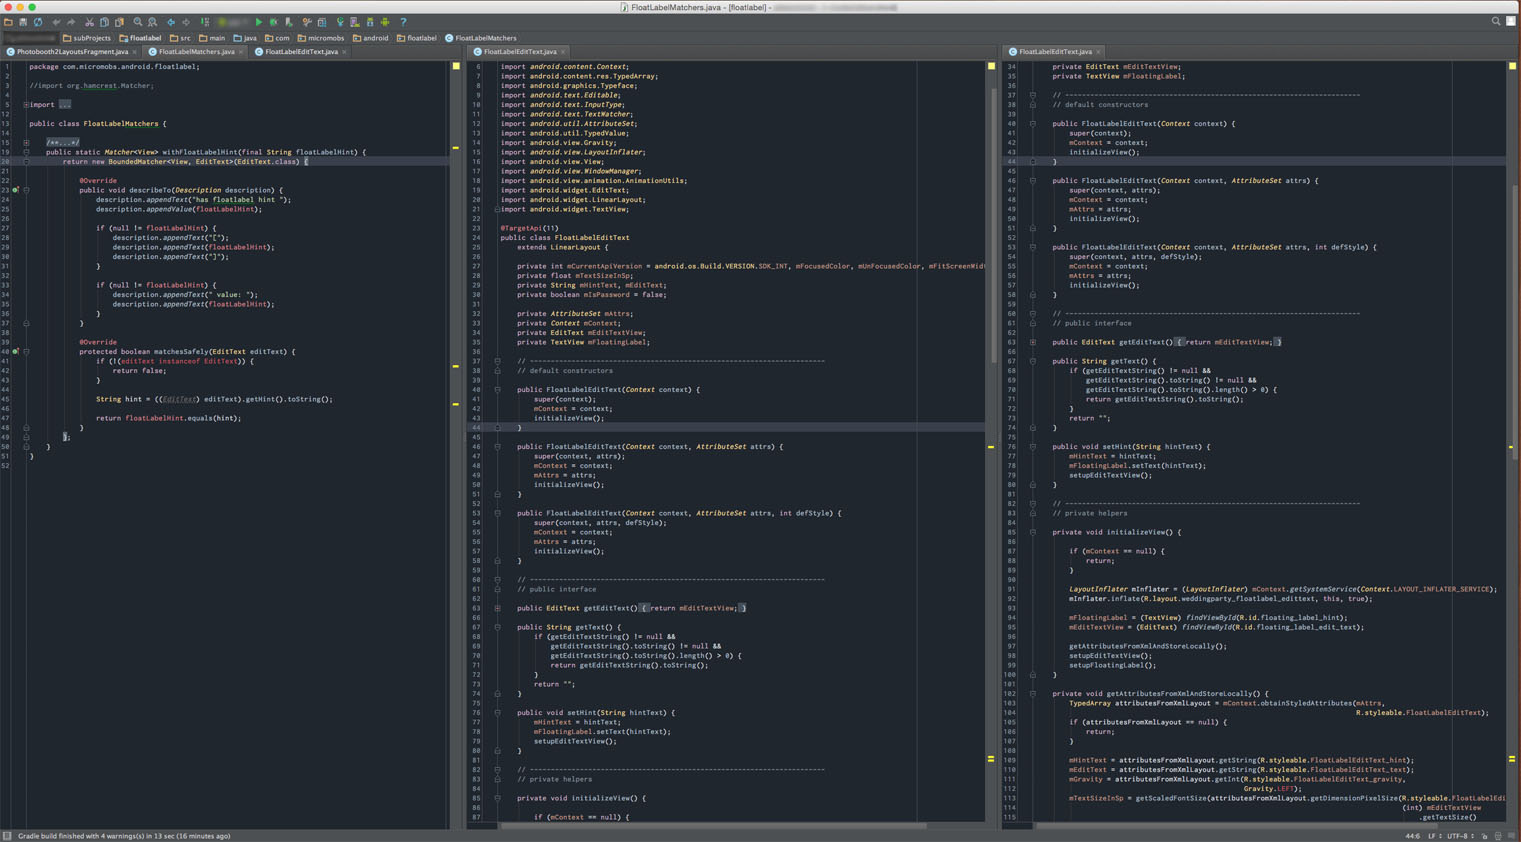 FloatLabelMatchers.java - [floatlabel] -
subProjects floatlabel src main java com micromobs android floatlabel FloatLabelMatchers
Photobooth2LayoutsFragment.java FloatLabelMatchers.java FloatLabelEditText.java
1 package com.micromobs.android.floatlabel;
2
3 //import org.hamcrest.Matcher;
4
5 import ...
12
13 public class FloatLabelMatchers {
14
15 /**...*/
19 public static Matcher<View> withFloatLabelHint(final String floatLabelHint) {
20 return new BoundedMatcher<View, EditText>(EditText.class) {
21
22 @Override
23 public void describeTo(Description description) {
24 description.appendText("has floatlabel hint ");
25 description.appendValue(floatLabelHint);
26
27 if (null != floatLabelHint) {
28 description.appendText("[");
29 description.appendText(floatLabelHint);
30 description.appendText("]");
31 }
32
33 if (null != floatLabelHint) {
34 description.appendText(" value: ");
35 description.appendText(floatLabelHint);
36 }
37 }
38
39 @Override
40 protected boolean matchesSafely(EditText editText) {
41 if (!(editText instanceof EditText)) {
42 return false;
43 }
44
45 String hint = ((EditText) editText).getHint().toString();
46
47 return floatLabelHint.equals(hint);
48 }
49 };
50 }
51 }
52
FloatLabelEditText.java
6 import android.content.Context;
7 import android.content.res.TypedArray;
8 import android.graphics.Typeface;
9 import android.text.Editable;
10 import android.text.InputType;
11 import android.text.TextWatcher;
12 import android.util.AttributeSet;
13 import android.util.TypedValue;
14 import android.view.Gravity;
15 import android.view.LayoutInflater;
16 import android.view.View;
17 import android.view.WindowManager;
18 import android.view.animation.AnimationUtils;
19 import android.widget.EditText;
20 import android.widget.LinearLayout;
21 import android.widget.TextView;
22
23 @TargetApi(11)
24 public class FloatLabelEditText
25 extends LinearLayout {
26
27 private int mCurrentApiVersion = android.os.Build.VERSION.SDK_INT, mFocusedColor, mUnFocusedColor, mFitScreenWid
28 private float mTextSizeInSp;
29 private String mHintText, mEditText;
30 private boolean mIsPassword = false;
31
32 private AttributeSet mAttrs;
33 private Context mContext;
34 private EditText mEditTextView;
35 private TextView mFloatingLabel;
36
37 // -----------------------------------------------------------------
38 // default constructors
39
40 public FloatLabelEditText(Context context) {
41 super(context);
42 mContext = context;
43 initializeView();
44 }
45
46 public FloatLabelEditText(Context context, AttributeSet attrs) {
47 super(context, attrs);
48 mContext = context;
49 mAttrs = attrs;
50 initializeView();
51 }
52
53 public FloatLabelEditText(Context context, AttributeSet attrs, int defStyle) {
54 super(context, attrs, defStyle);
55 mContext = context;
56 mAttrs = attrs;
57 initializeView();
58 }
59
60 // -----------------------------------------------------------------------
61 // public interface
62
63 public EditText getEditText() { return mEditTextView; }
66
67 public String getText() {
68 if (getEditTextString() != null &&
69 getEditTextString().toString() != null &&
70 getEditTextString().toString().length() > 0) {
71 return getEditTextString().toString();
72 }
73 return "";
74 }
75
76 public void setHint(String hintText) {
77 mHintText = hintText;
78 mFloatingLabel.setText(hintText);
79 setupEditTextView();
80 }
81
82 // --------------------------------------------------------------------
83 // private helpers
84
85 private void initializeView() {
86
87 if (mContext == null) {
FloatLabelEditText.java
34 private EditText mEditTextView;
35 private TextView mFloatingLabel;
36
37 // -----------------------------------------------------------------------
38 // default constructors
39
40 public FloatLabelEditText(Context context) {
41 super(context);
42 mContext = context;
43 initializeView();
44 }
45
46 public FloatLabelEditText(Context context, AttributeSet attrs) {
47 super(context, attrs);
48 mContext = context;
49 mAttrs = attrs;
50 initializeView();
51 }
52
53 public FloatLabelEditText(Context context, AttributeSet attrs, int defStyle) {
54 super(context, attrs, defStyle);
55 mContext = context;
56 mAttrs = attrs;
57 initializeView();
58 }
59
60 // -----------------------------------------------------------------------
61 // public interface
62
63 public EditText getEditText() { return mEditTextView; }
66
67 public String getText() {
68 if (getEditTextString() != null &&
69 getEditTextString().toString() != null &&
70 getEditTextString().toString().length() > 0) {
71 return getEditTextString().toString();
72 }
73 return "";
74 }
75
76 public void setHint(String hintText) {
77 mHintText = hintText;
78 mFloatingLabel.setText(hintText);
79 setupEditTextView();
80 }
81
82 // -----------------------------------------------------------------------
83 // private helpers
84
85 private void initializeView() {
86
87 if (mContext == null) {
88 return;
89 }
90
91 LayoutInflater mInflater = (LayoutInflater) mContext.getSystemService(Context.LAYOUT_INFLATER_SERVICE);
92 mInflater.inflate(R.layout.weddingparty_floatlabel_edittext, this, true);
93
94 mFloatingLabel = (TextView) findViewById(R.id.floating_label_hint);
95 mEditTextView = (EditText) findViewById(R.id.floating_label_edit_text);
96
97 getAttributesFromXmlAndStoreLocally();
98 setupEditTextView();
99 setupFloatingLabel();
100 }
101
102 private void getAttributesFromXmlAndStoreLocally() {
103 TypedArray attributesFromXmlLayout = mContext.obtainStyledAttributes(mAttrs,
104 R.styleable.FloatLabelEditText);
105 if (attributesFromXmlLayout == null) {
106 return;
107 }
108
109 mHintText = attributesFromXmlLayout.getString(R.styleable.FloatLabelEditText_hint);
110 mEditText = attributesFromXmlLayout.getString(R.styleable.FloatLabelEditText_text);
111 mGravity = attributesFromXmlLayout.getInt(R.styleable.FloatLabelEditText_gravity,
112 Gravity.LEFT);
113 mTextSizeInSp = getScaledFontSize(attributesFromXmlLayout.getDimensionPixelSize(R.styleable.FloatLabelEdi
114 (int) mEditTextView
115 .getTextSize()
Gradle build finished with 4 warnings(s) in 13 sec (16 minutes ago)
44:6 LF UTF-8